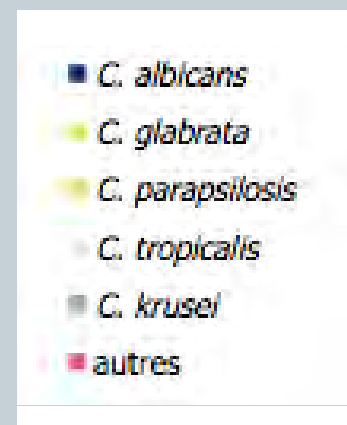 C. albicans
C. glabrata
C. parapsilosis
C. tropicalis
C. krusei
autres